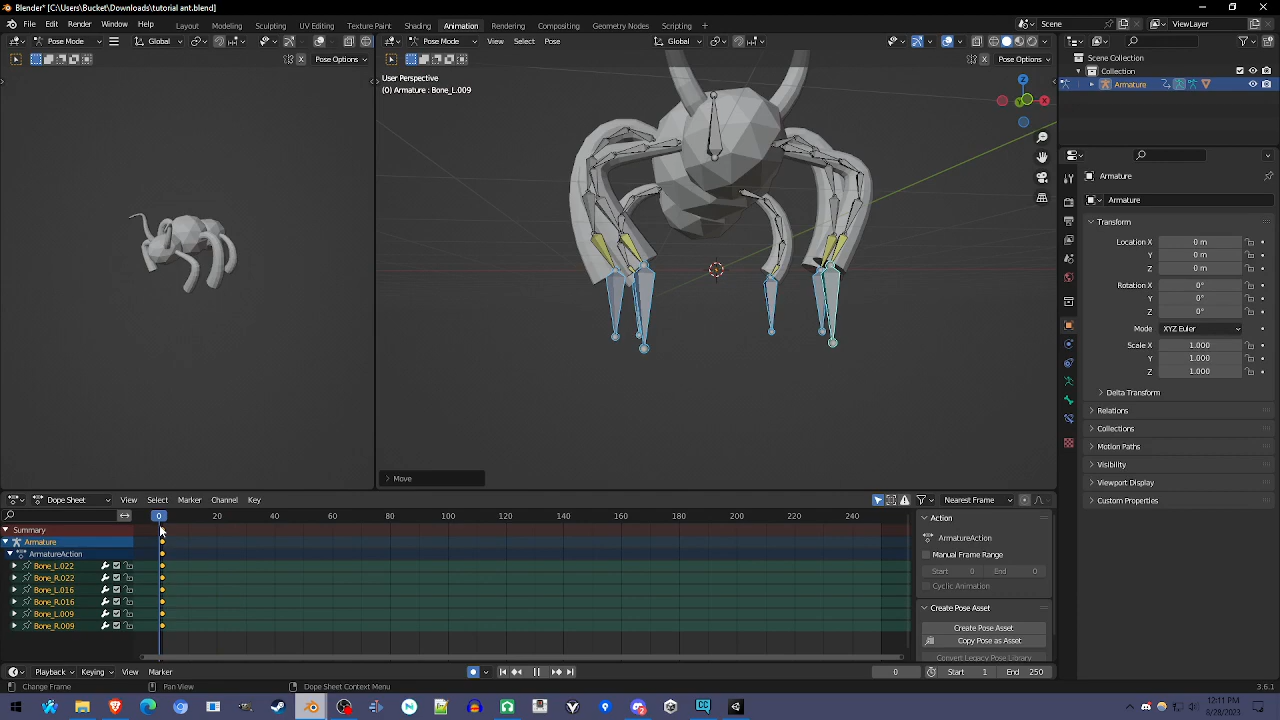 Blender* [C:\Users\Bucket\Downloads\tutorial ant.blend]
File Edit Render Window Help Layout Modeling Sculpting UV Editing Texture Paint Shading Animation Rendering Compositing Geometry Nodes Scripting + Scene ViewLayer
Pose Mode Global Pose Mode View Select Pose Global
Pose Options X Pose Options
User Perspective
(0) Armature : Bone_L.009
Z
X
Y
Move
Scene Collection
Collection
Armature
Armature
Armature
Transform
Location X 0 m
Y 0 m
Z 0 m
Rotation X 0°
Y 0°
Z 0°
Mode XYZ Euler
Scale X 1.000
Y 1.000
Z 1.000
Delta Transform
Relations
Collections
Motion Paths
Visibility
Viewport Display
Custom Properties
Dope Sheet View Select Marker Channel Key Nearest Frame
0 20 40 60 80 100 120 140 160 180 200 220 240
Summary
Armature
ArmatureAction
Bone_L.022
Bone_R.022
Bone_L.016
Bone_R.016
Bone_L.009
Bone_R.009
Action
ArmatureAction
Manual Frame Range
Start 0 End 0
Cyclic Animation
Create Pose Asset
Create Pose Asset
Copy Pose as Asset
Convert Legacy Pose Library
Playback Keying View Marker 0 Start 1 End 250
Change Frame Pan View Dope Sheet Context Menu 3.6.1
12:11 PM
8/28/2023